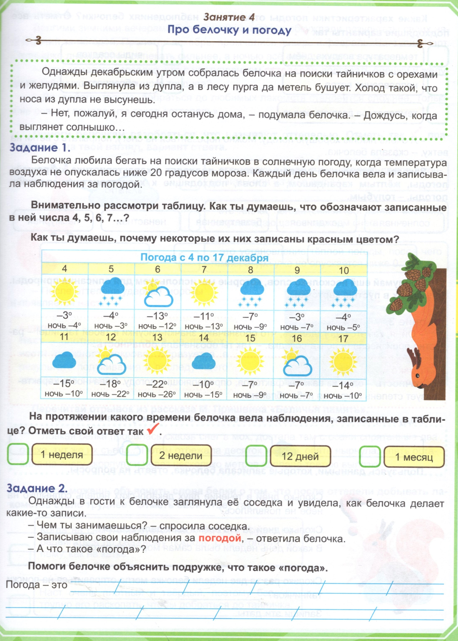 Занятие 4
Про белочку и погоду
Однажды декабрьским утром собралась белочка на поиски тайничков с орехами
и желудями. Выглянула из дупла, а в лесу пурга да метель бушует. Холод такой, что
носа из дупла не высунешь.
– Нет, пожалуй, я сегодня останусь дома, – подумала белочка. – Дождусь, когда
выглянет солнышко…
Задание 1.
Белочка любила бегать на поиски тайничков в солнечную погоду, когда температура
воздуха не опускалась ниже 20 градусов мороза. Каждый день белочка вела и записыва-
ла наблюдения за погодой.
Внимательно рассмотри таблицу. Как ты думаешь, что обозначают записанные
в ней числа 4, 5, 6, 7…?
Как ты думаешь, почему некоторые их них записаны красным цветом?
Погода с 4 по 17 декабря
4 5 6 7 8 9 10
–3° –4° –13° –11° –7° –3° –4°
ночь –4° ночь –3° ночь –12° ночь –13° ночь –9° ночь –7° ночь –5°
11 12 13 14 15 16 17
–15° –18° –22° –10° –7° –7° –14°
ночь –10° ночь –22° ночь –26° ночь –15° ночь –9° ночь –7° ночь –10°
На протяжении какого времени белочка вела наблюдения, записанные в табли-
це? Отметь свой ответ так ✓.
1 неделя 2 недели 12 дней 1 месяц
Задание 2.
Однажды в гости к белочке заглянула её соседка и увидела, как белочка делает
какие-то записи.
– Чем ты занимаешься? – спросила соседка.
– Записываю свои наблюдения за погодой, – ответила белочка.
– А что такое «погода»?
Помоги белочке объяснить подружке, что такое «погода».
Погода – это